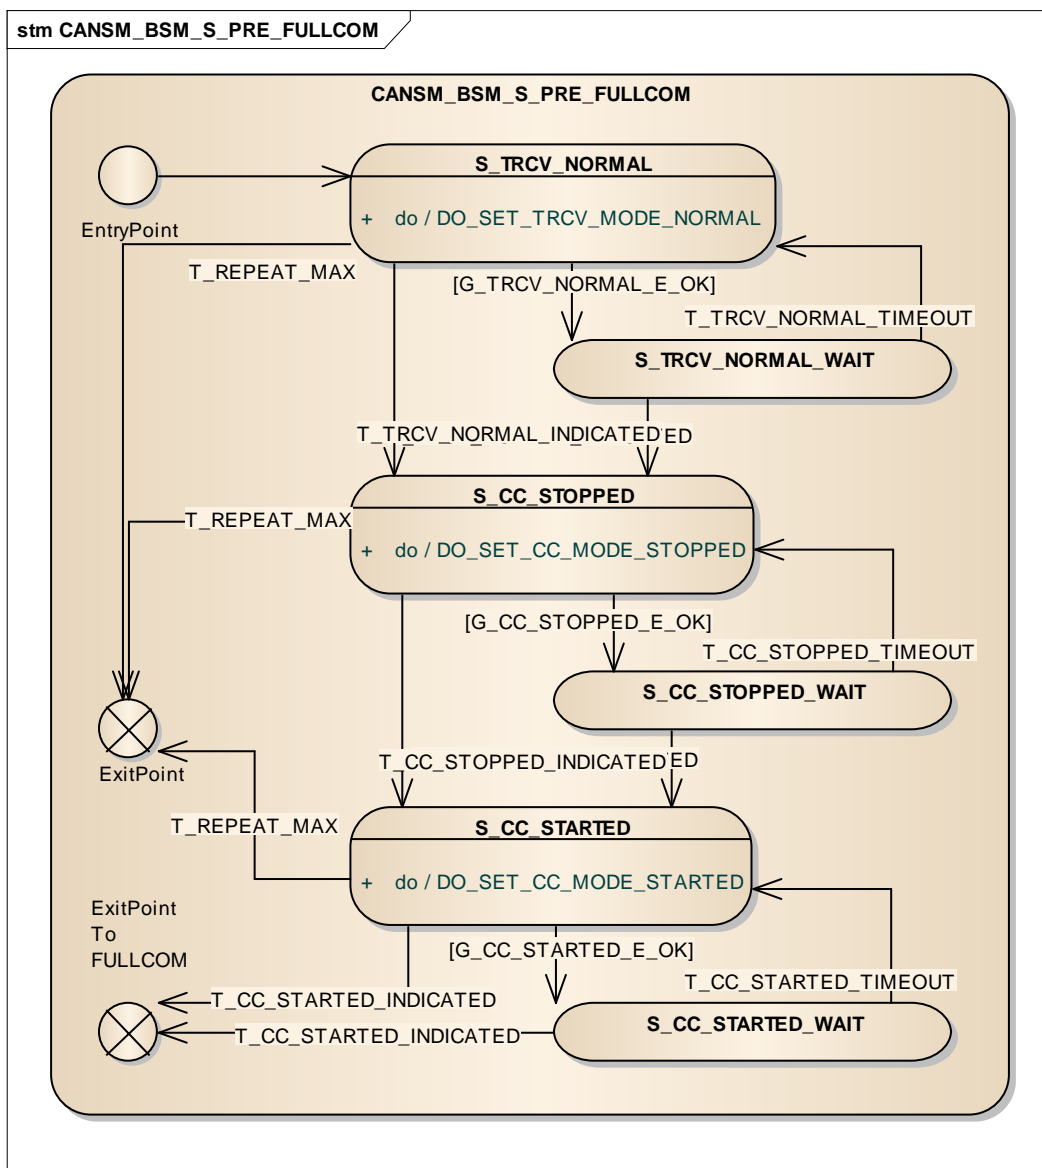 stm CANSM_BSM_S_PRE_FULLCOM
CANSM_BSM_S_PRE_FULLCOM
S_TRCV_NORMAL
+ do / DO_SET_TRCV_MODE_NORMAL
EntryPoint
T_REPEAT_MAX
[G_TRCV_NORMAL_E_OK]
T_TRCV_NORMAL_TIMEOUT
S_TRCV_NORMAL_WAIT
T_TRCV_NORMAL_INDICATED
ED
S_CC_STOPPED
T_REPEAT_MAX
+ do / DO_SET_CC_MODE_STOPPED
[G_CC_STOPPED_E_OK]
T_CC_STOPPED_TIMEOUT
S_CC_STOPPED_WAIT
ExitPoint
T_CC_STOPPED_INDICATED
ED
T_REPEAT_MAX
S_CC_STARTED
+ do / DO_SET_CC_MODE_STARTED
ExitPoint
To
FULLCOM
[G_CC_STARTED_E_OK]
T_CC_STARTED_TIMEOUT
T_CC_STARTED_INDICATED
S_CC_STARTED_WAIT
T_CC_STARTED_INDICATED